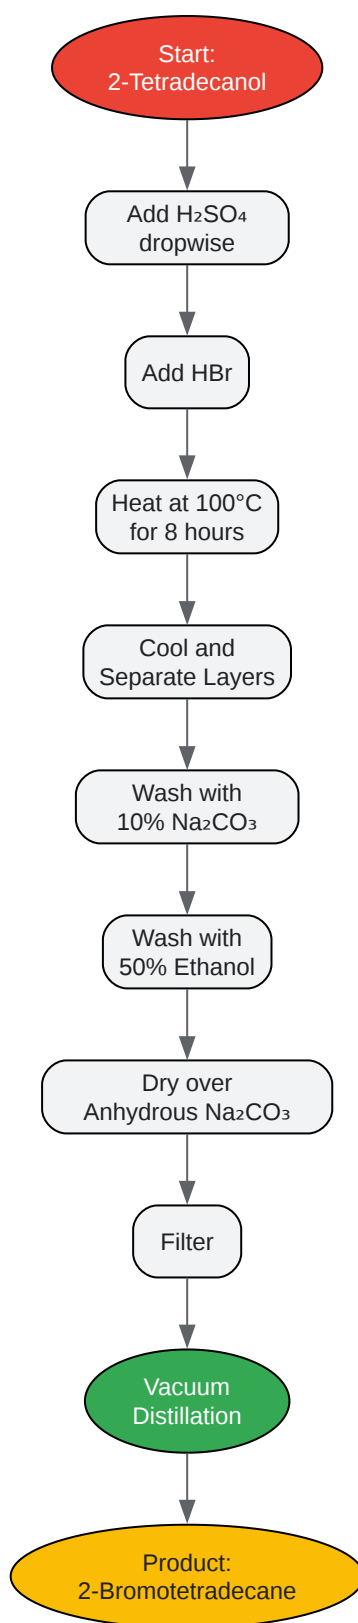 Start:
2-Tetradecanol
Add H₂SO₄
dropwise
Add HBr
Heat at 100°C
for 8 hours
Cool and
Separate Layers
Wash with
10% Na₂CO₃
Wash with
50% Ethanol
Dry over
Anhydrous Na₂CO₃
Filter
Vacuum
Distillation
Product:
2-Bromotetradecane